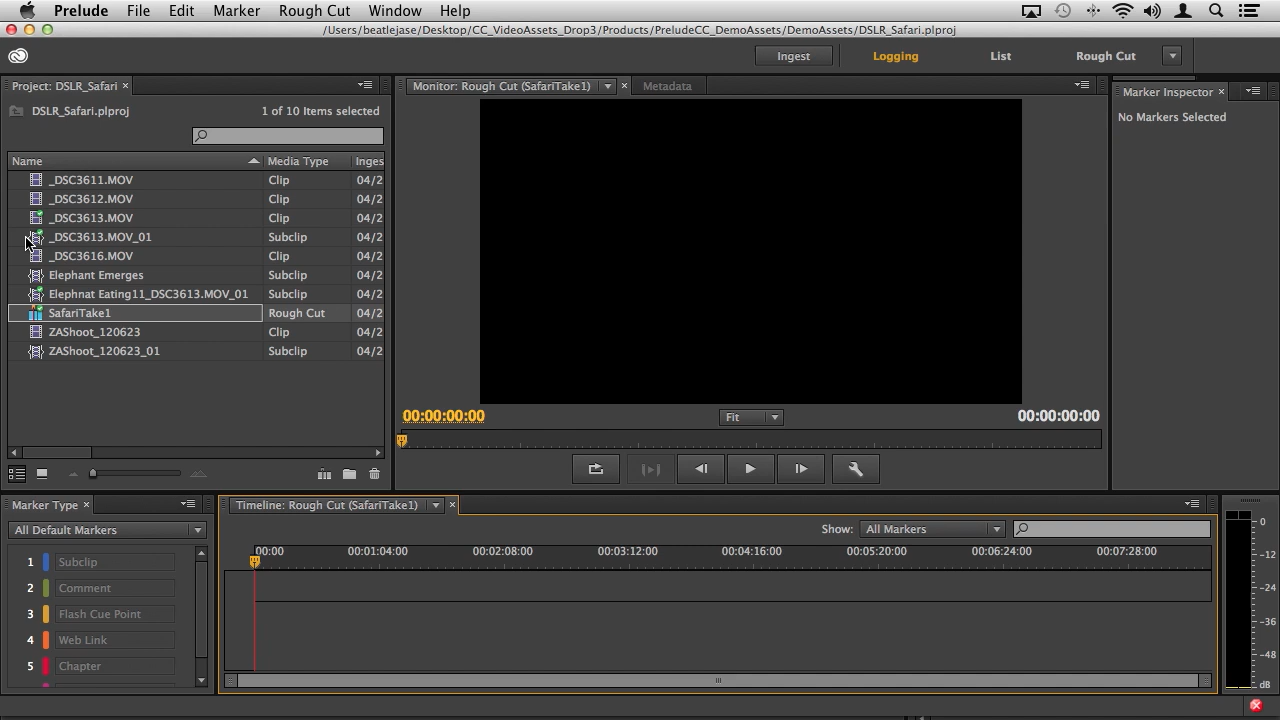 Prelude File Edit Marker Rough Cut Window Help
/Users/beatlejase/Desktop/CC_VideoAssets_Drop3/Products/PreludeCC_DemoAssets/DemoAssets/DSLR_Safari.plproj
Ingest Logging List Rough Cut
Project: DSLR_Safari ×
DSLR_Safari.plproj 1 of 10 Items selected
Name Media Type Inges
_DSC3611.MOV Clip 04/2
_DSC3612.MOV Clip 04/2
_DSC3613.MOV Clip 04/2
_DSC3613.MOV_01 Subclip 04/2
_DSC3616.MOV Clip 04/2
Elephant Emerges Subclip 04/2
Elephnat Eating11_DSC3613.MOV_01 Subclip 04/2
SafariTake1 Rough Cut 04/2
ZAShoot_120623 Clip 04/2
ZAShoot_120623_01 Subclip 04/2
Monitor: Rough Cut (SafariTake1) × Metadata
00:00:00:00 Fit 00:00:00:00
Marker Inspector ×
No Markers Selected
Marker Type ×
All Default Markers
1 Subclip
2 Comment
3 Flash Cue Point
4 Web Link
5 Chapter
Timeline: Rough Cut (SafariTake1) ×
Show: All Markers
00:00 00:01:04:00 00:02:08:00 00:03:12:00 00:04:16:00 00:05:20:00 00:06:24:00 00:07:28:00
0
-12
-24
-36
-48
dB